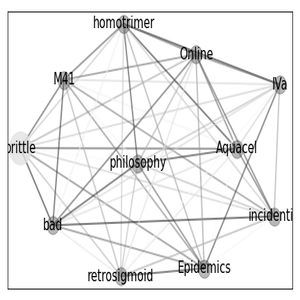 homotrimer
Online
M41
Iva
brittle
philosophy
Aquacel
bad
incidenti
retrosigmoid
Epidemics